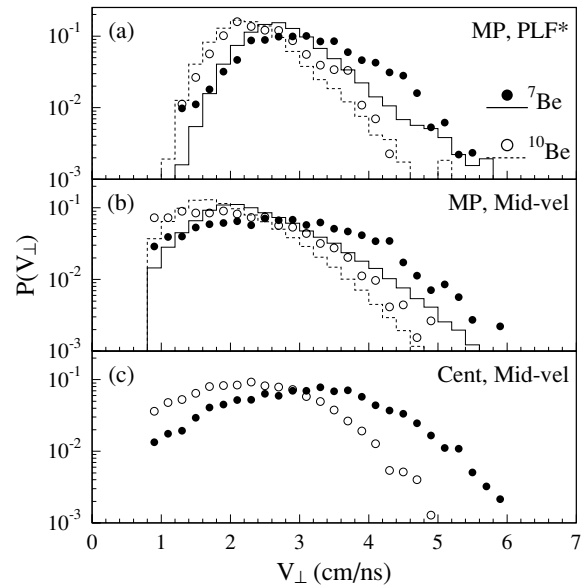 (a) MP, PLF*
10⁻¹
⁷Be
10⁻²
¹⁰Be
10⁻³
(b) MP, Mid-vel
10⁻¹
P(V⊥)
10⁻²
10⁻³
(c) Cent, Mid-vel
10⁻¹
10⁻²
10⁻³
0 1 2 3 4 5 6 7
V⊥ (cm/ns)